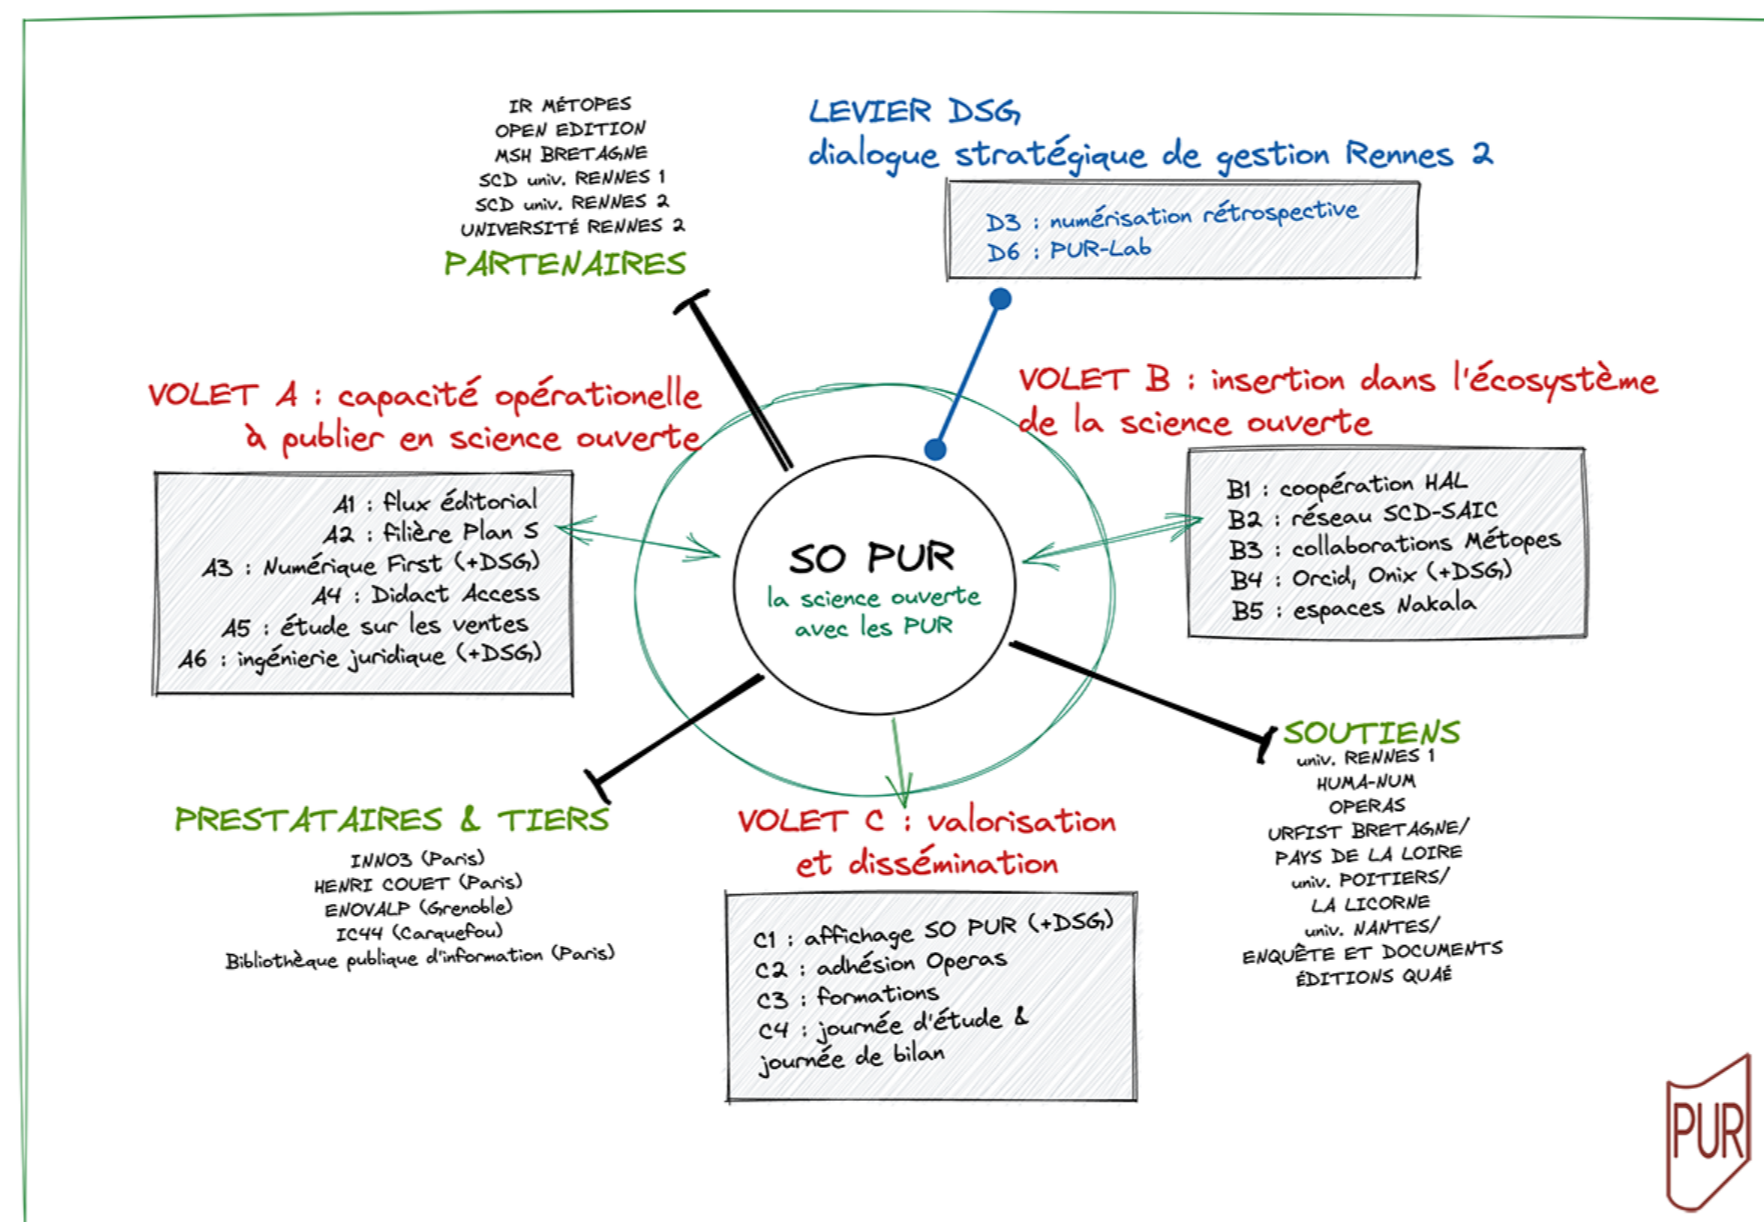 IR MÉTOPES
OPEN EDITION
MSH BRETAGNE
SCD univ. RENNES 1
SCD univ. RENNES 2
UNIVERSITÉ RENNES 2
PARTENAIRES
LEVIER DSG,
dialogue stratégique de gestion Rennes 2
D3 : numérisation rétrospective
D6 : PUR-Lab
VOLET A : capacité opérationelle
à publier en science ouverte
A1 : flux éditorial
A2 : filière Plan S
A3 : Numérique First (+DSG)
A4 : Didact Access
A5 : étude sur les ventes
A6 : ingénierie juridique (+DSG)
VOLET B : insertion dans l'écosystème
de la science ouverte
B1 : coopération HAL
B2 : réseau SCD-SAIC
B3 : collaborations Métopes
B4 : Orcid, Onix (+DSG)
B5 : espaces Nakala
SO PUR
la science ouverte
avec les PUR
PRESTATAIRES & TIERS
INNO3 (Paris)
HENRI COUET (Paris)
ENOVALP (Grenoble)
IC44 (Carquefou)
Bibliothèque publique d'information (Paris)
VOLET C : valorisation
et dissémination
C1 : affichage SO PUR (+DSG)
C2 : adhésion Operas
C3 : formations
C4 : journée d'étude &
journée de bilan
SOUTIENS
univ. RENNES 1
HUMA-NUM
OPERAS
URFIST BRETAGNE/
PAYS DE LA LOIRE
univ. POITIERS/
LA LICORNE
univ. NANTES/
ENQUÊTE ET DOCUMENTS
ÉDITIONS QUAÉ
PUR